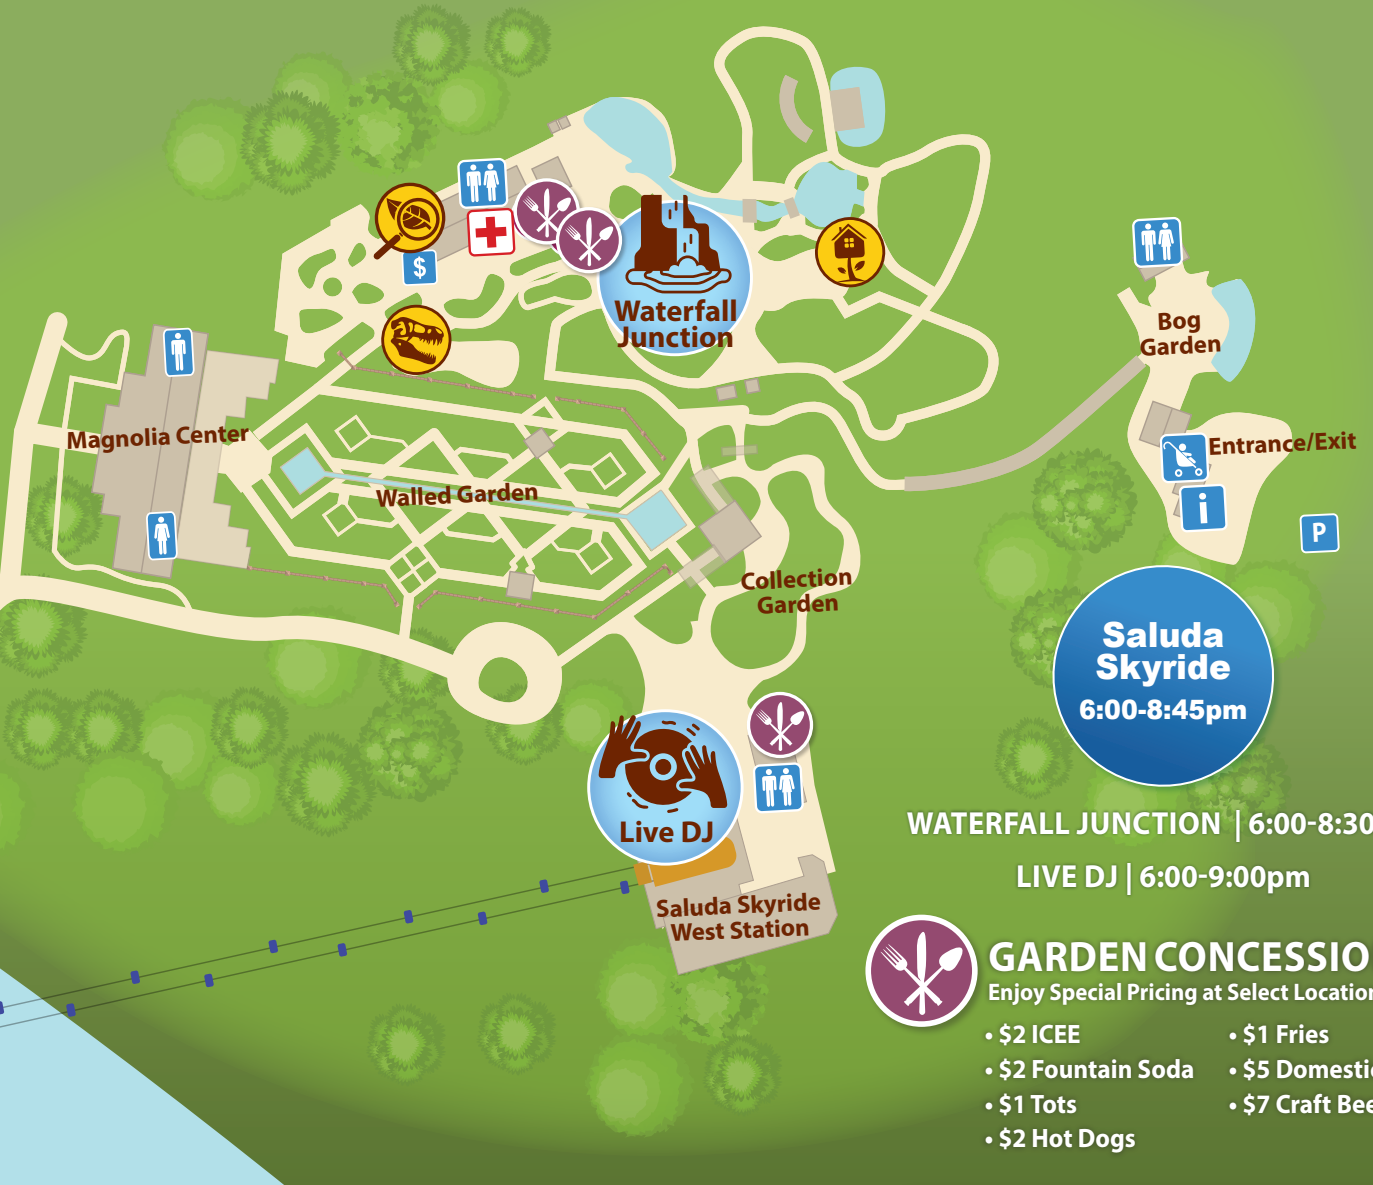 $
Waterfall
Junction
Bog
Garden
Magnolia Center
Entrance/Exit
Walled Garden
i
P
Collection
Garden
Saluda
Skyride
6:00-8:45pm
Live DJ
WATERFALL JUNCTION | 6:00-8:30
LIVE DJ | 6:00-9:00pm
Saluda Skyride
West Station
GARDEN CONCESSIO
Enjoy Special Pricing at Select Location
• $2 ICEE
• $2 Fountain Soda
• $1 Tots
• $2 Hot Dogs
• $1 Fries
• $5 Domestic
• $7 Craft Bee